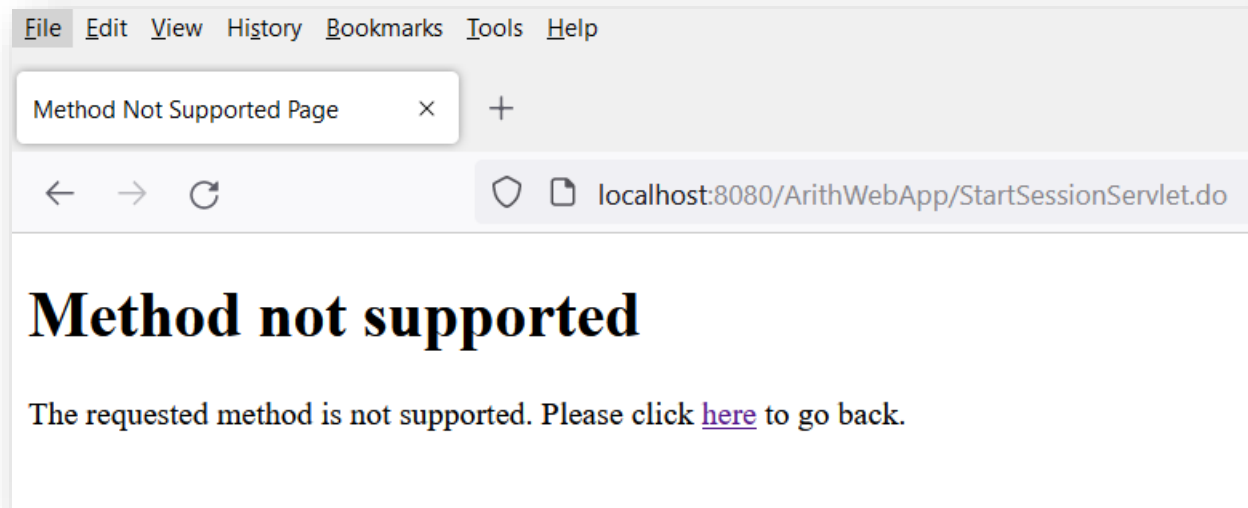 File Edit View History Bookmarks Tools Help
Method Not Supported Page
localhost:8080/ArithWebApp/StartSessionServlet.do
Method not supported
The requested method is not supported. Please click here to go back.